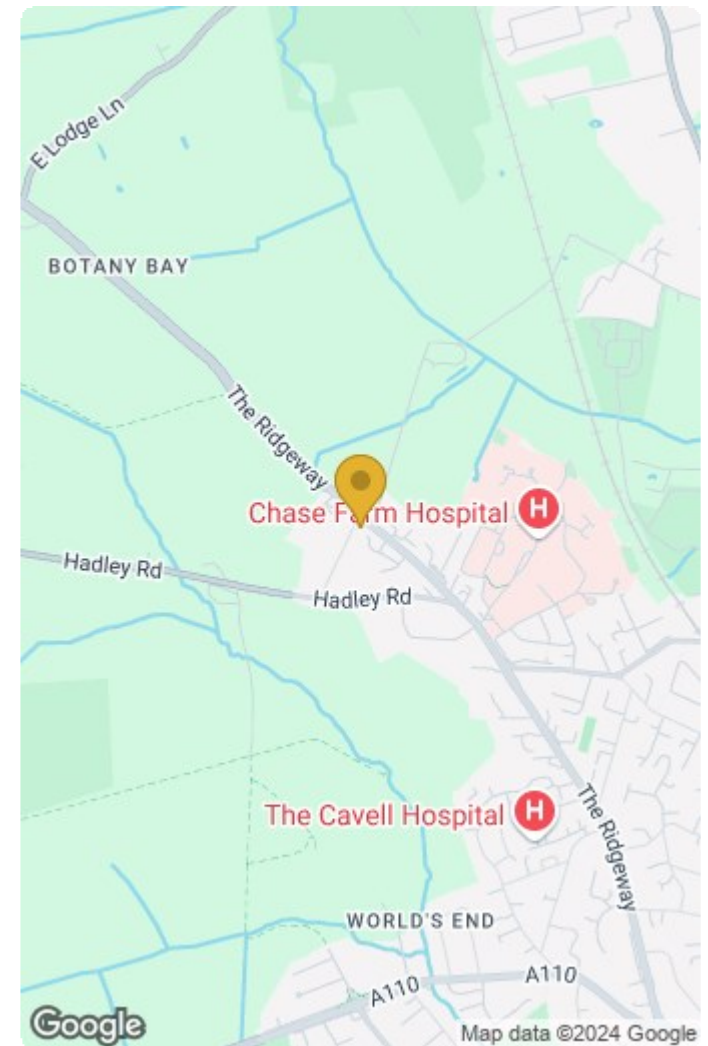 E Lodge Ln
BOTANY BAY
The Ridgeway
Chase Farm Hospital
H
Hadley Rd
Hadley Rd
The Cavell Hospital
H
The Ridgeway
WORLD'S END
A110
A110
Google
Map data ©2024 Google